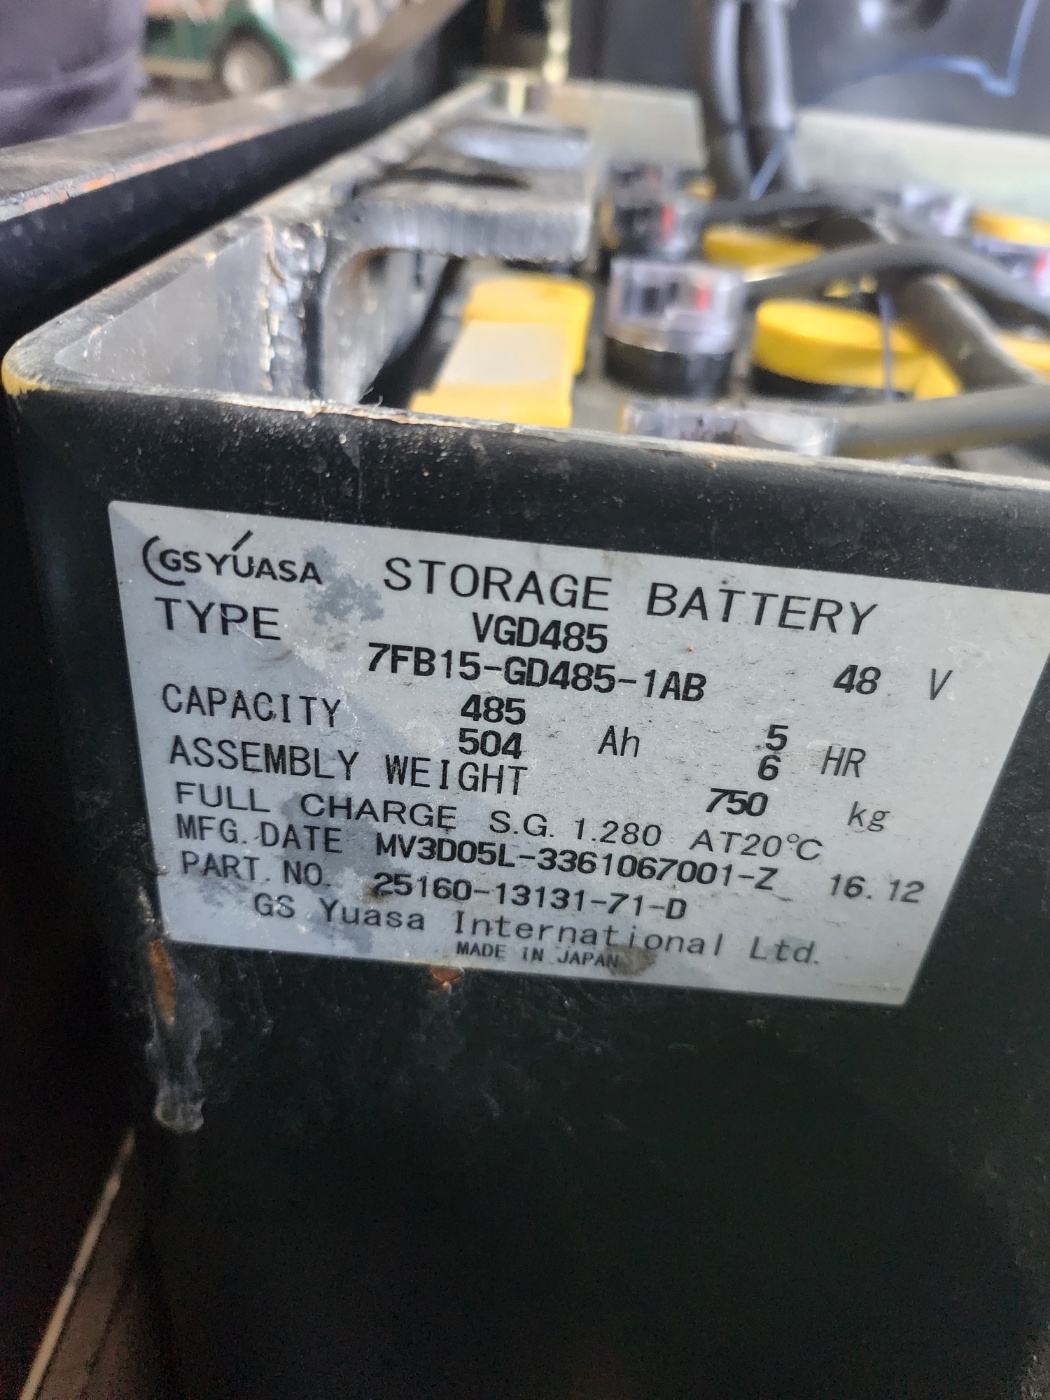 GS YUASA STORAGE BATTERY
TYPE VGD485
7FB15-GD485-1AB 48 V
CAPACITY 485 Ah 5 HR
504 6
ASSEMBLY WEIGHT 750 kg
FULL CHARGE S.G. 1.280 AT20°C
MFG. DATE MV3D05L-3361067001-Z 16.12
PART. NO. 25160-13131-71-D
GS Yuasa International Ltd.
MADE IN JAPAN